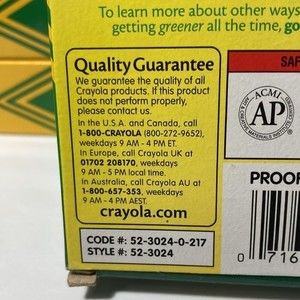 To learn more about other ways
getting greener all the time, go
Quality Guarantee
We guarantee the quality of all
Crayola products. If this product
does not perform properly,
please contact us.
In the U.S.A. and Canada, call
1-800-CRAYOLA (800-272-9652),
weekdays 9 AM - 4 PM ET.
In Europe, call Crayola UK at
01702 208170, weekdays
9 AM - 5 PM local time.
In Australia, call Crayola AU at
1-800-657-353, weekdays
9 AM - 4 PM AEST.
crayola.com
CODE #: 52-3024-0-217
STYLE #: 52-3024
SAF
ACMI
AP
PROOF
0 716